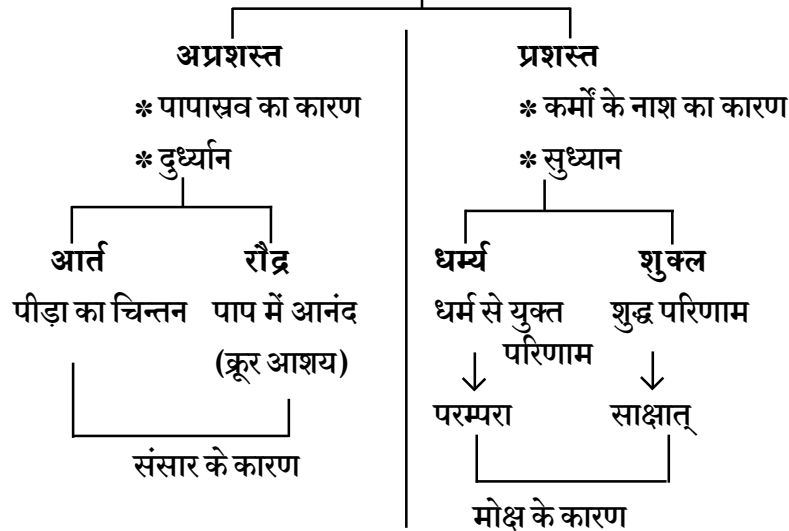 अप्रशस्त
* पापास्रव का कारण
* दुर्ध्यान
आर्त
पीड़ा का चिन्तन
रौद्र
पाप में आनंद
(क्रूर आशय)
संसार के कारण
प्रशस्त
* कर्मों के नाश का कारण
* सुध्यान
धर्म्य
धर्म से युक्त
परिणाम
परम्परा
शुक्ल
शुद्ध परिणाम
साक्षात्
मोक्ष के कारण